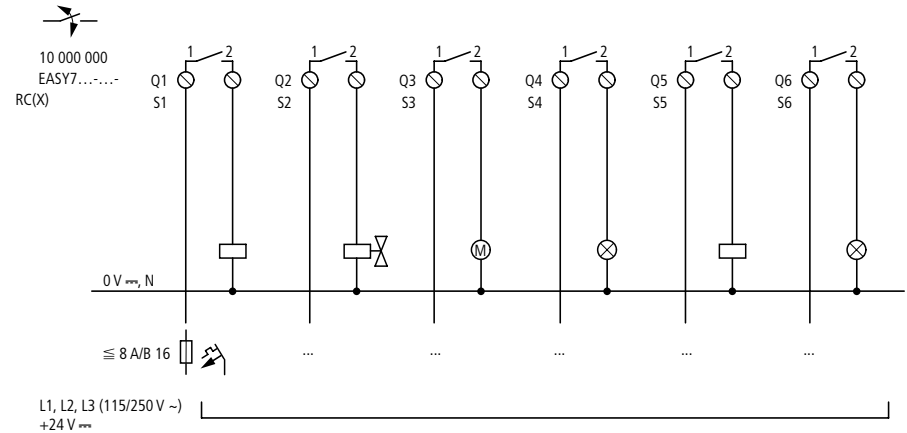 10 000 000
EASY7...-...-
RC(X)
1 2 1 2 1 2 1 2 1 2 1 2
Q1 Q2 Q3 Q4 Q5 Q6
S1 S2 S3 S4 S5 S6
M
0 V ⎓, N
≦ 8 A/B 16 ... ... ... ... ...
L1, L2, L3 (115/250 V ~)
+24 V ⎓